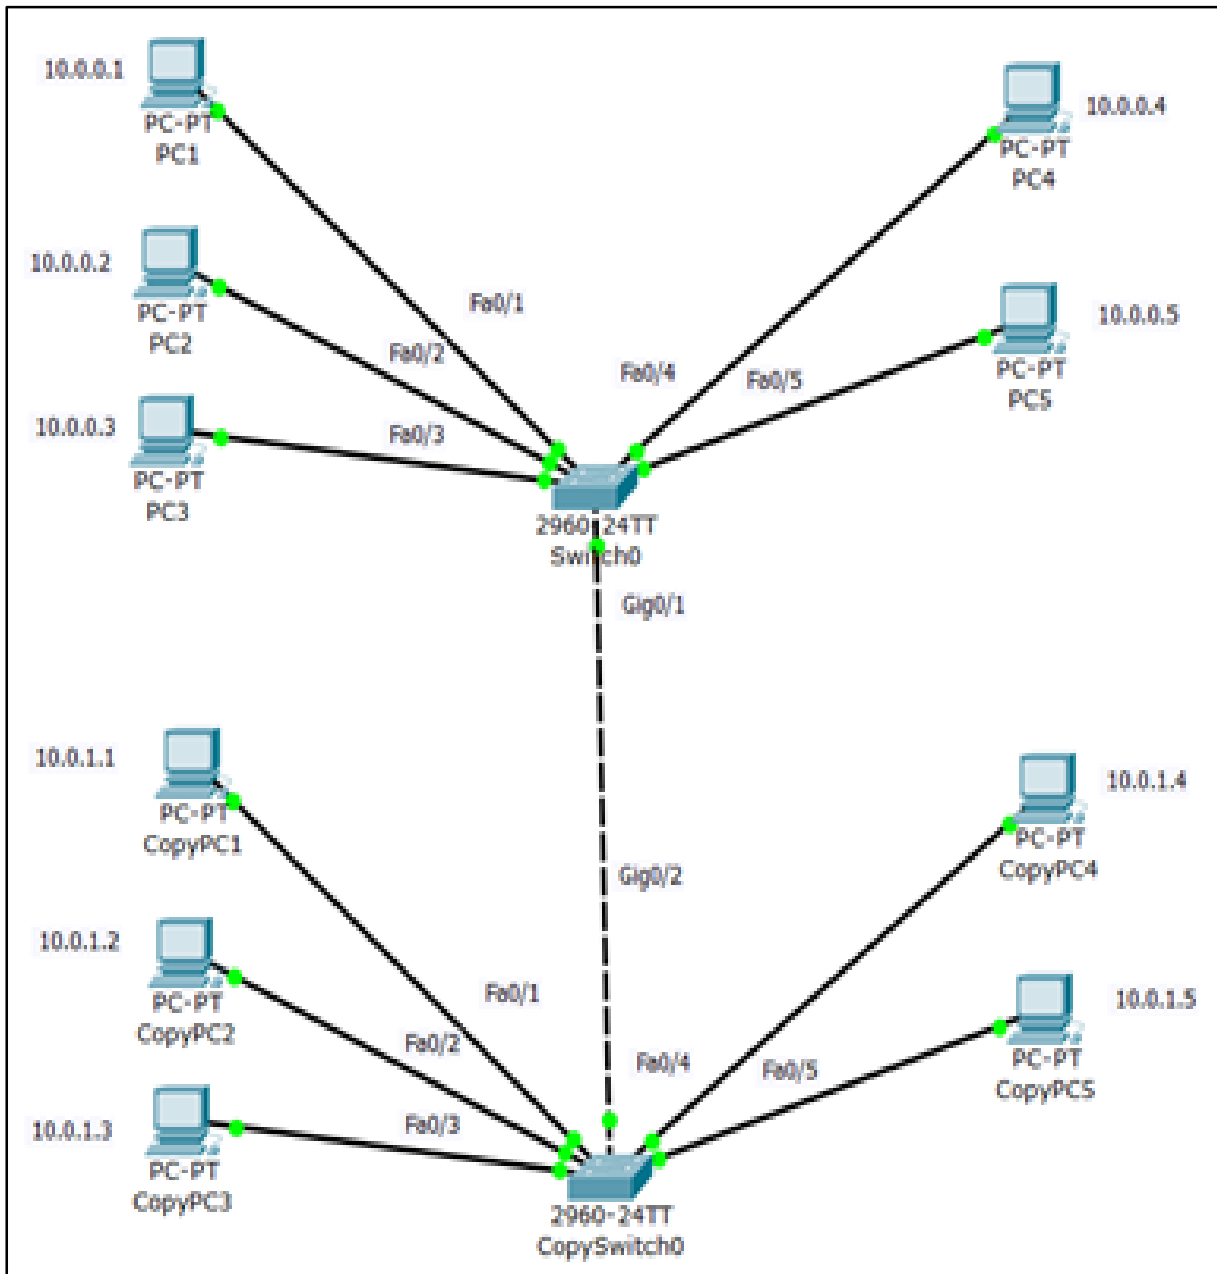 10.0.0.1
PC-PT
PC1
10.0.0.4
PC-PT
PC4
10.0.0.2
PC-PT
PC2
Fa0/1
10.0.0.5
PC-PT
PC5
Fa0/2
Fa0/4
Fa0/5
10.0.0.3
PC-PT
PC3
Fa0/3
2960-24TT
Switch0
Gig0/1
10.0.1.1
PC-PT
CopyPC1
10.0.1.4
PC-PT
CopyPC4
Gig0/2
10.0.1.2
PC-PT
CopyPC2
Fa0/1
10.0.1.5
PC-PT
CopyPC5
Fa0/2
Fa0/4
Fa0/5
10.0.1.3
PC-PT
CopyPC3
Fa0/3
2960-24TT
CopySwitch0